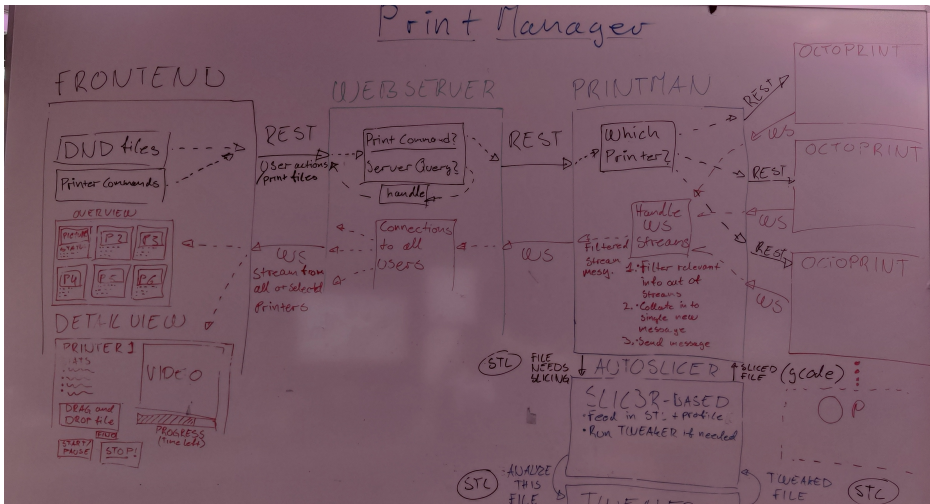 Print Manager
FRONTEND
WEBSERVER
PRINTMAN
OCTOPRINT
DND files
Printer Commands
REST
User actions
print files
Print Command?
Server Query?
handle
REST
Which
Printer?
REST
WS
OCTOPRINT
REST
WS
REST
WS
OCTOPRINT
OVERVIEW
P2
P3
P4
P5
P6
WS
Stream from
all or selected
Printers
Connections
to all
Users
WS
Filtered
Stream
Handle
WS
Streams
1. Filter relevant
info out of
Streams
2. Collate into
single new
message
3. Send message
DETAIL VIEW
PRINTER 1
VIDEO
DRAG and
DROP file
START/
PAUSE
STOP!
PROGRESS
(time left)
STL
FILE
NEEDS
SLICING
AUTOSLICER
SLICED
FILE
(gcode)
SLIC3R-BASED
Feed in STL + profile
Run TWEAKER if needed
P
STL
ANALIZE
THIS
FILE
TWEAKER
TWEAKED
FILE
STL